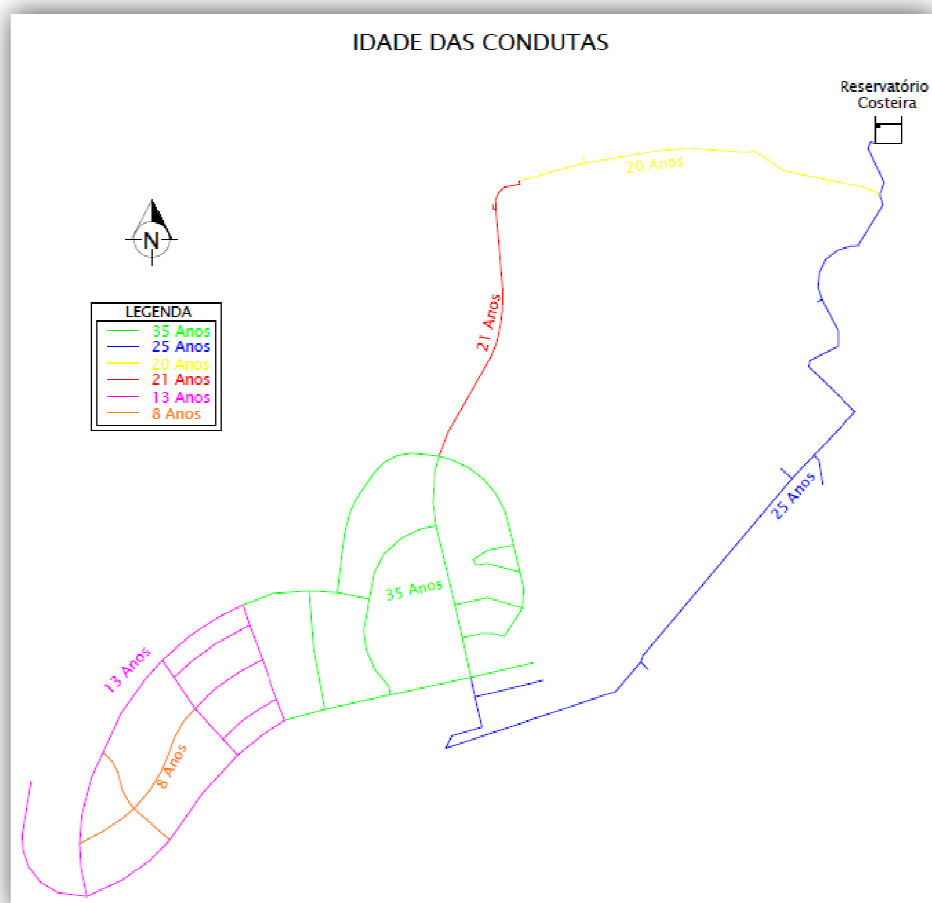 IDADE DAS CONDUTAS
Reservatório
Costeira
20 Anos
N
21 Anos
LEGENDA
35 Anos
25 Anos
20 Anos
21 Anos
13 Anos
8 Anos
25 Anos
35 Anos
13 Anos
8 Anos